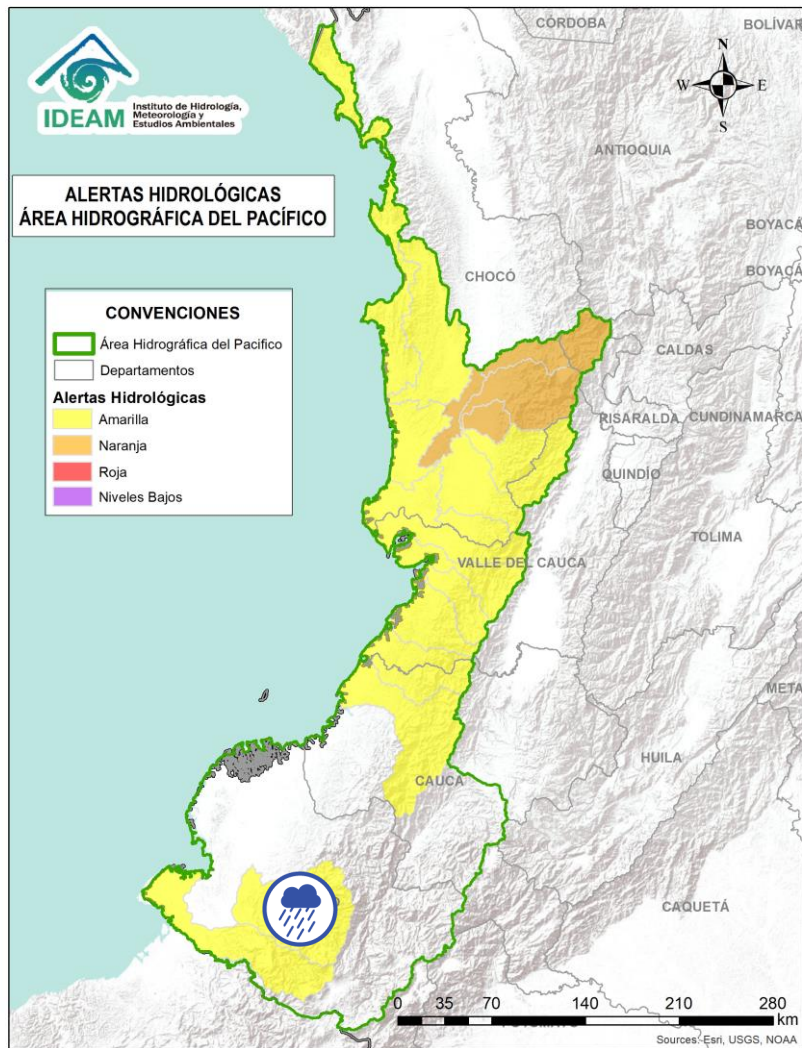 IDEAM
Instituto de Hidrología,
Meteorología y
Estudios Ambientales
ALERTAS HIDROLÓGICAS
ÁREA HIDROGRÁFICA DEL PACÍFICO
CONVENCIONES
Área Hidrográfica del Pacifico
Departamentos
Alertas Hidrológicas
Amarilla
Naranja
Roja
Niveles Bajos
CÓRDOBA
BOLÍVAR
N
W E
S
ANTIOQUIA
BOYACÁ
CHOCÓ
BOYACÁ
CALDAS
RISARALDA
CUNDINAMARCA
QUINDÍO
TOLIMA
VALLE DEL CAUCA
META
HUILA
CAUCA
CAQUETÁ
0 35 70 140 210 280
km
Sources: Esri, USGS, NOAA